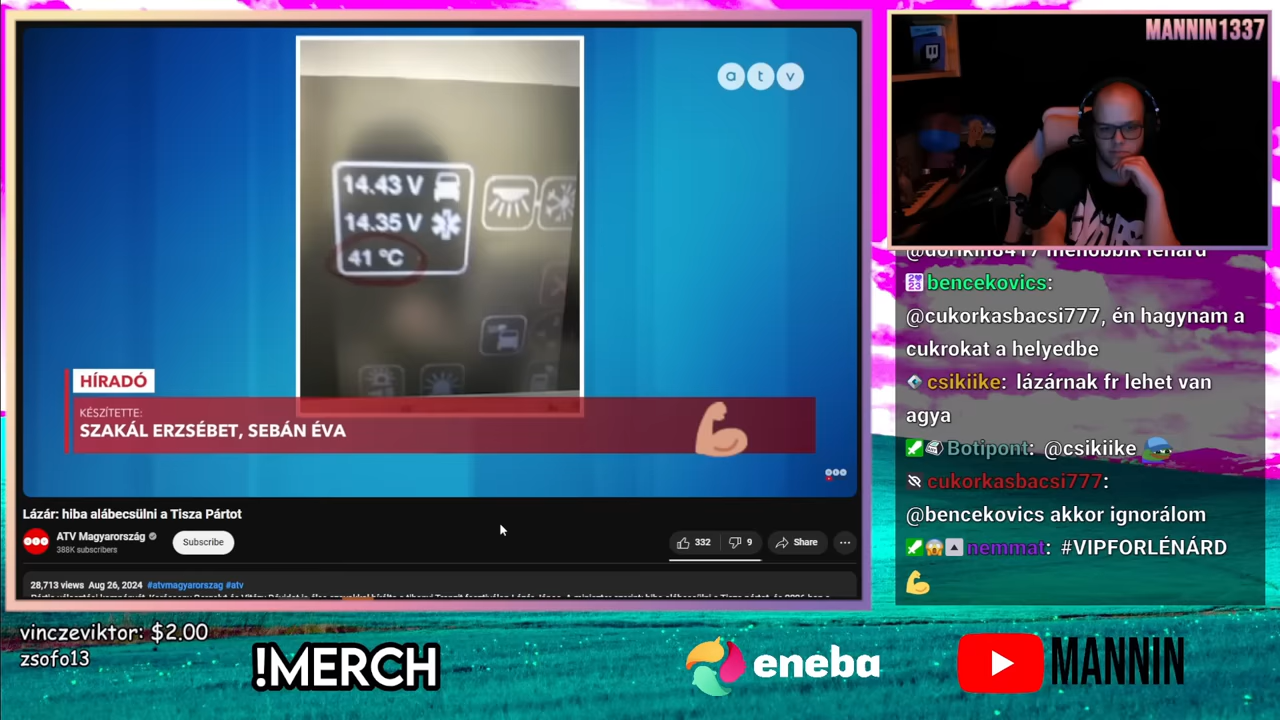 MANNIN1337
a t v
14.43 V
14.35 V
41 °C
HÍRADÓ
KÉSZÍTETTE:
SZAKÁL ERZSÉBET, SEBÁN ÉVA
Lázár: hiba alábecsülni a Tisza Pártot
ATV Magyarország
388K subscribers
Subscribe
332
9
Share
28,713 views Aug 26, 2024 #atvmagyarorszag #atv
bencekovics:
@cukorkasbacsi777, én hagynam a
cukrokat a helyedbe
csikiike: lázárnak fr lehet van
agya
Botipont: @csikiike
cukorkasbacsi777:
@bencekovics akkor ignorálom
nemmat: #VIPFORLÉNÁRD
vinczeviktor: $2.00
zsofo13
!MERCH
eneba
MANNIN